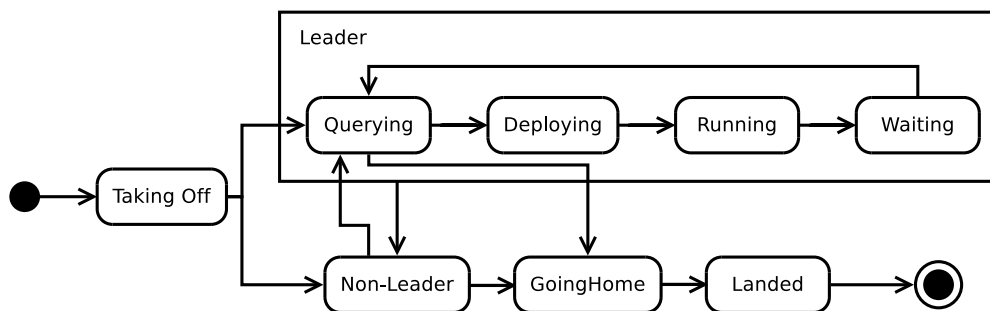 Leader
Querying
Deploying
Running
Waiting
Taking Off
Non-Leader
GoingHome
Landed